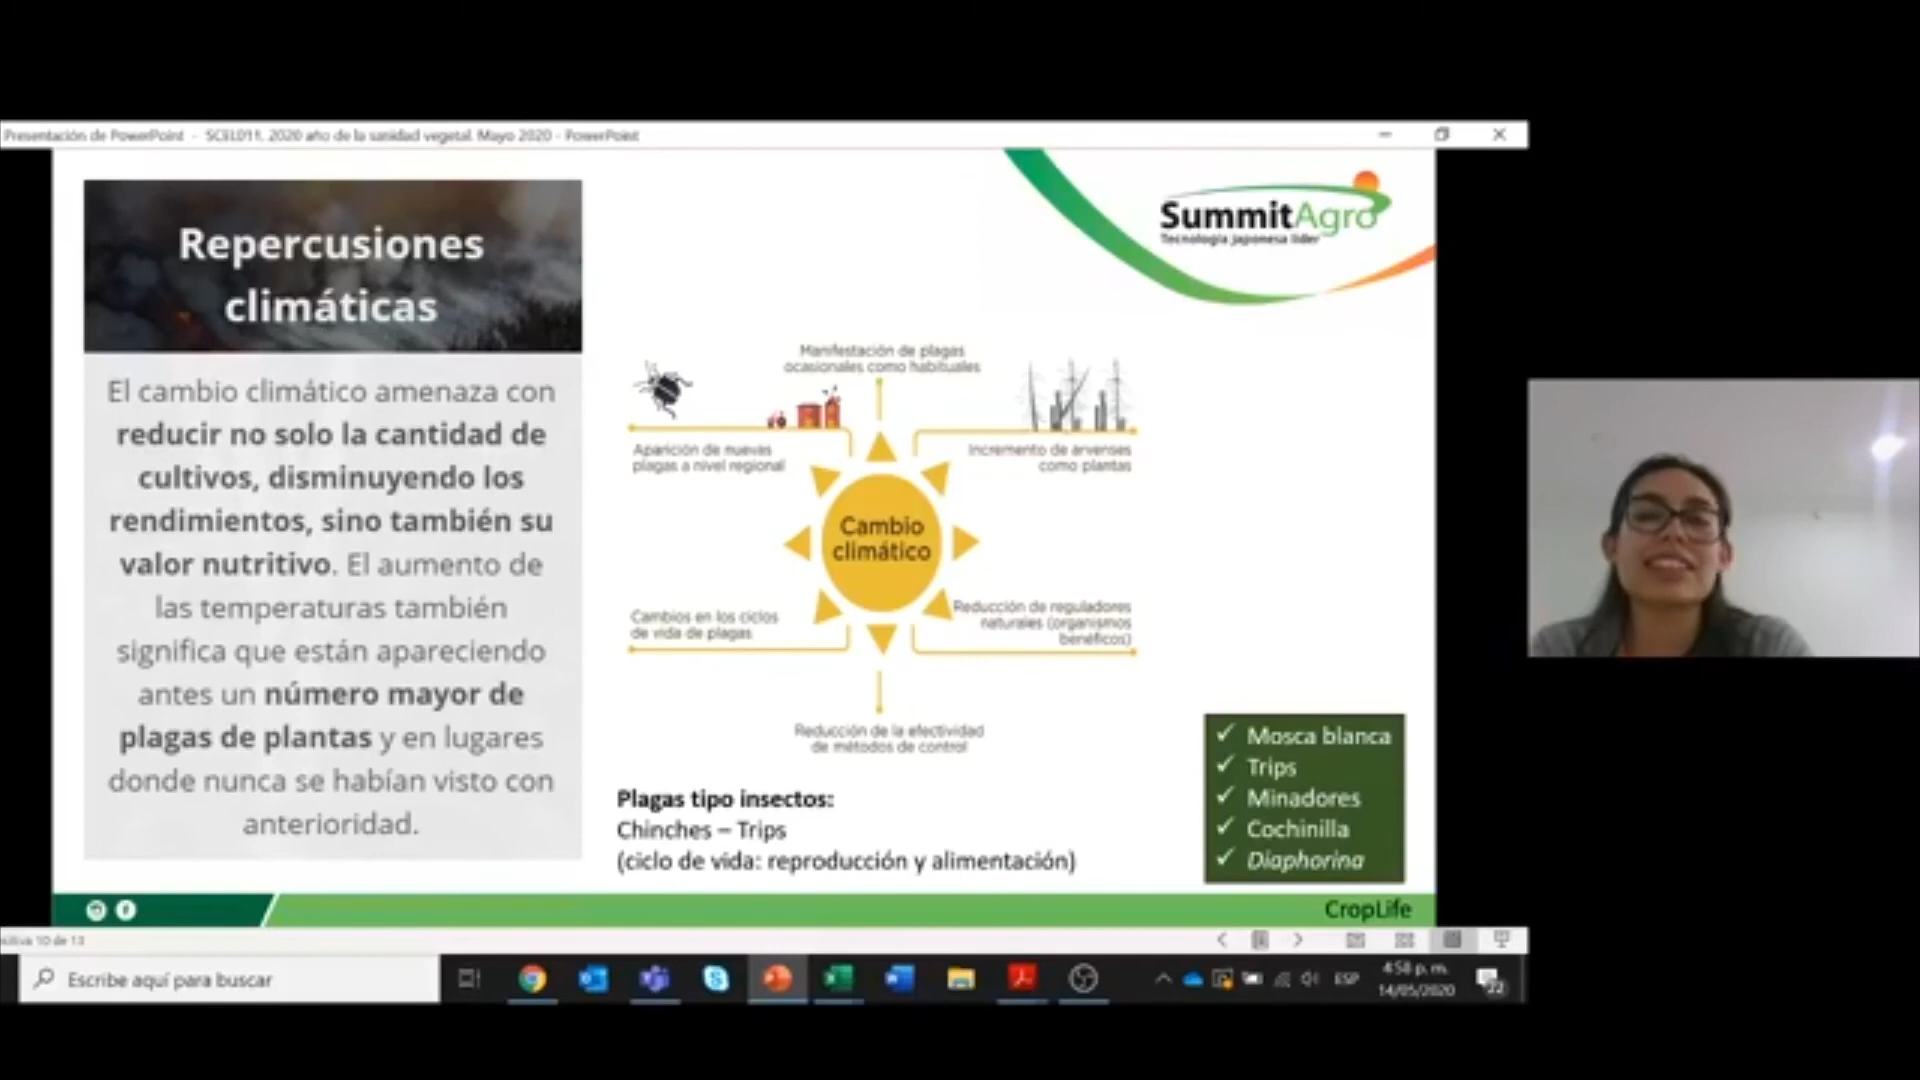 Presentación de PowerPoint - SCEL011. 2020 año de la sanidad vegetal. Mayo 2020 - PowerPoint
Repercusiones
climáticas
El cambio climático amenaza con
reducir no solo la cantidad de
cultivos, disminuyendo los
rendimientos, sino también su
valor nutritivo. El aumento de
las temperaturas también
significa que están apareciendo
antes un número mayor de
plagas de plantas y en lugares
donde nunca se habían visto con
anterioridad.
SummitAgro
Tecnología japonesa líder
Manifestación de plagas
ocasionales como habituales
Aparición de nuevas
plagas a nivel regional
Incremento de arvenses
como plantas
Cambio
climático
Cambios en los ciclos
de vida de plagas
Reducción de reguladores
naturales (organismos
benéficos)
Reducción de la efectividad
de métodos de control
Plagas tipo insectos:
Chinches – Trips
(ciclo de vida: reproducción y alimentación)
✓ Mosca blanca
✓ Trips
✓ Minadores
✓ Cochinilla
✓ Diaphorina
CropLife
10 de 13
Escribe aquí para buscar
ESP
4:58 p. m.
14/05/2020